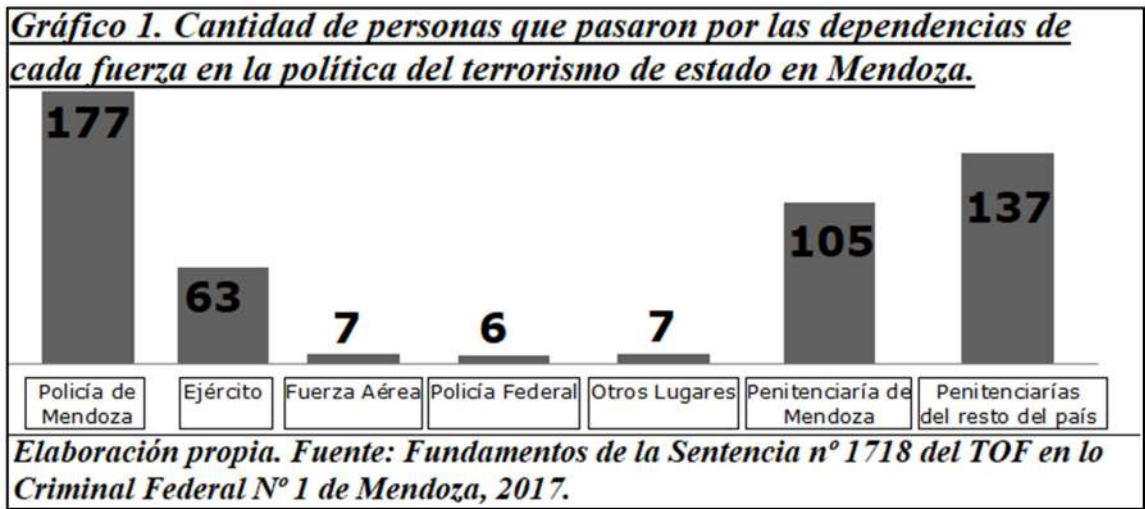 Gráfico 1. Cantidad de personas que pasaron por las dependencias de
cada fuerza en la política del terrorismo de estado en Mendoza.
177
63
7
6
7
105
137
Policía de
Mendoza
Ejército
Fuerza Aérea
Policía Federal
Otros Lugares
Penitenciaría de
Mendoza
Penitenciarías
del resto del país
Elaboración propia. Fuente: Fundamentos de la Sentencia nº 1718 del TOF en lo
Criminal Federal Nº 1 de Mendoza, 2017.